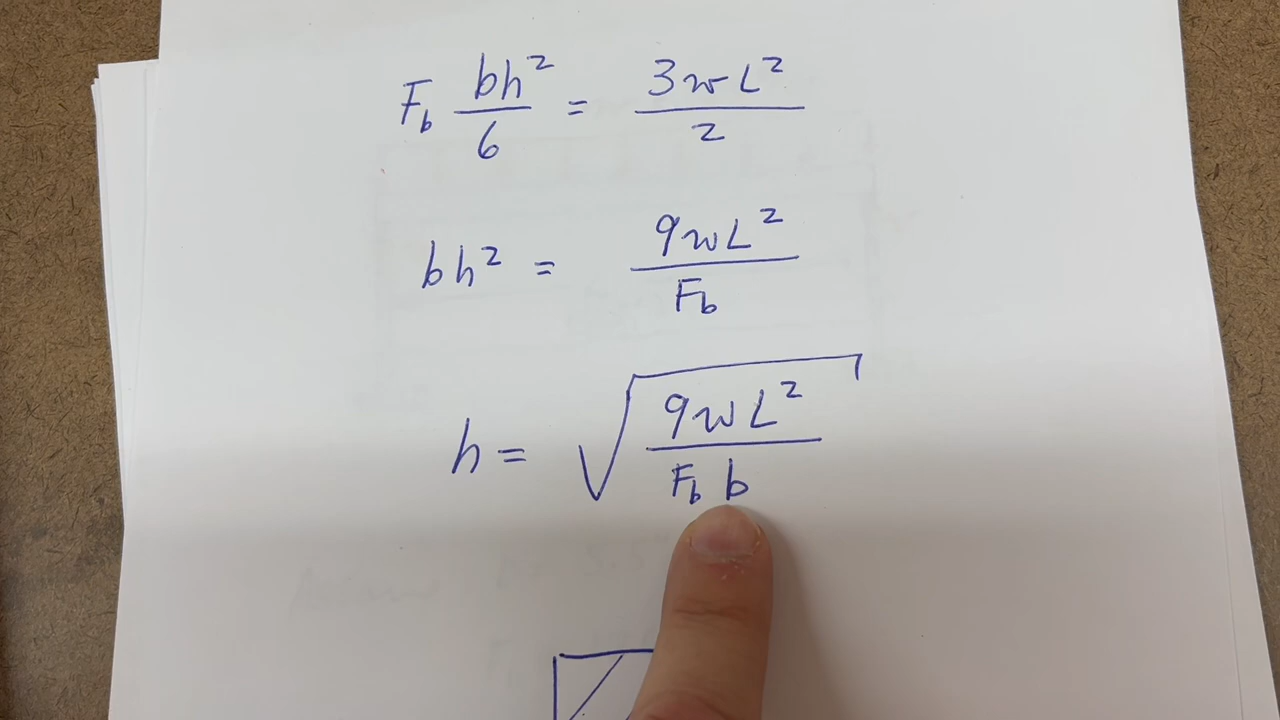 F_b bh²/6 = 3wL²/2
bh² = 9wL²/F_b
h = √(9wL²/(F_b b))